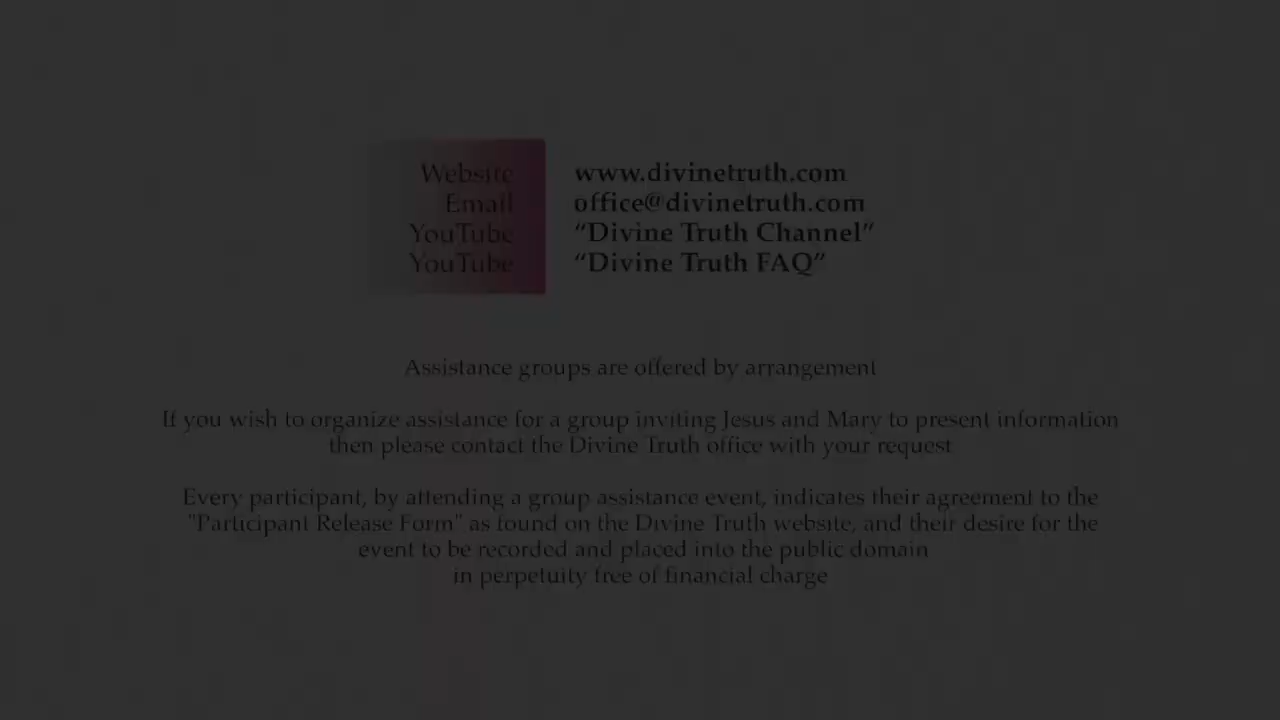 Website www.divinetruth.com
Email office@divinetruth.com
YouTube “Divine Truth Channel”
YouTube “Divine Truth FAQ”
Assistance groups are offered by arrangement
If you wish to organize assistance for a group inviting Jesus and Mary to present information
then please contact the Divine Truth office with your request
Every participant, by attending a group assistance event, indicates their agreement to the
"Participant Release Form" as found on the Divine Truth website, and their desire for the
event to be recorded and placed into the public domain
in perpetuity free of financial charge